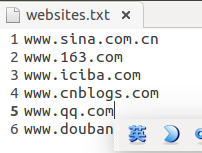 websites.txt
1 www.sina.com.cn
2 www.163.com
3 www.iciba.com
4 www.cnblogs.com
5 www.qq.com
6 www.douban
英